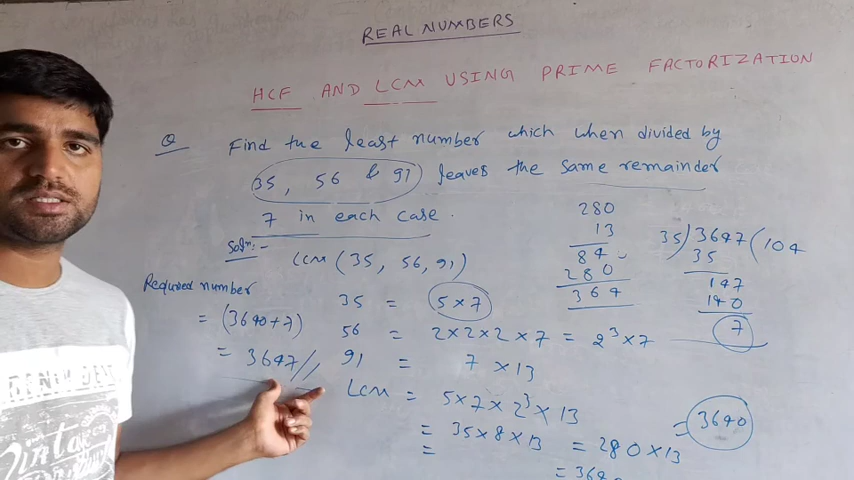 REAL NUMBERS
HCF AND LCM USING PRIME FACTORIZATION
Q Find the least number which when divided by
35, 56 & 91 leaves the same remainder
7 in each case.
Soln:-
LCM (35, 56, 91)
35 = 5×7
56 = 2×2×2×7 = 2³×7
91 = 7×13
LCM = 5×7×2³×13
= 35×8×13 = 280×13
=
= 3640
= 3640
Required number
= (3640+7)
= 3647//
280
13
84
280
364
35)3647(104
35
147
140
7